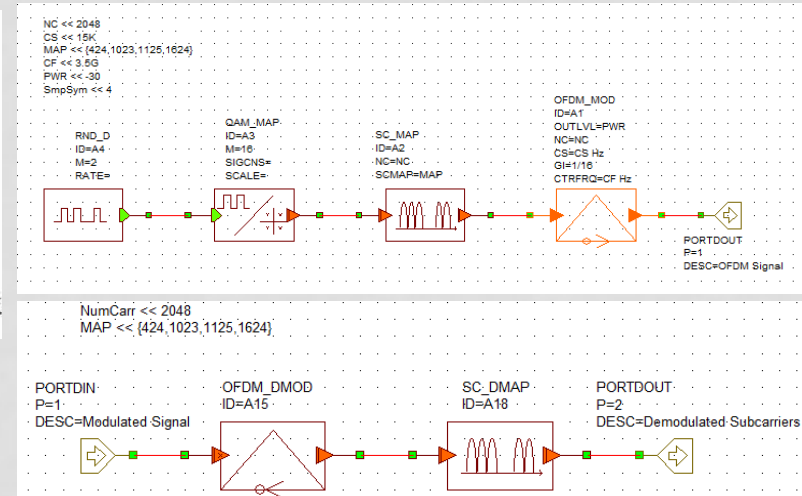 NC << 2048
CS << 15K
MAP << {424,1023,1125,1624}
CF << 3.5G
PWR << -30
SmpSym << 4
RND_D
ID=A4
M=2
RATE=
QAM_MAP
ID=A3
M=16
SIGCNS=
SCALE=
SC_MAP
ID=A2
NC=NC
SCMAP=MAP
OFDM_MOD
ID=A1
OUTLVL=PWR
NC=NC
CS=CS Hz
GI=1/16
CTRFRQ=CF Hz
PORTDOUT
P=1
DESC=OFDM Signal
NumCarr << 2048
MAP << {424,1023,1125,1624}
PORTDIN
P=1
DESC=Modulated Signal
OFDM_DMOD
ID=A15
SC_DMAP
ID=A18
PORTDOUT
P=2
DESC=Demodulated Subcarriers